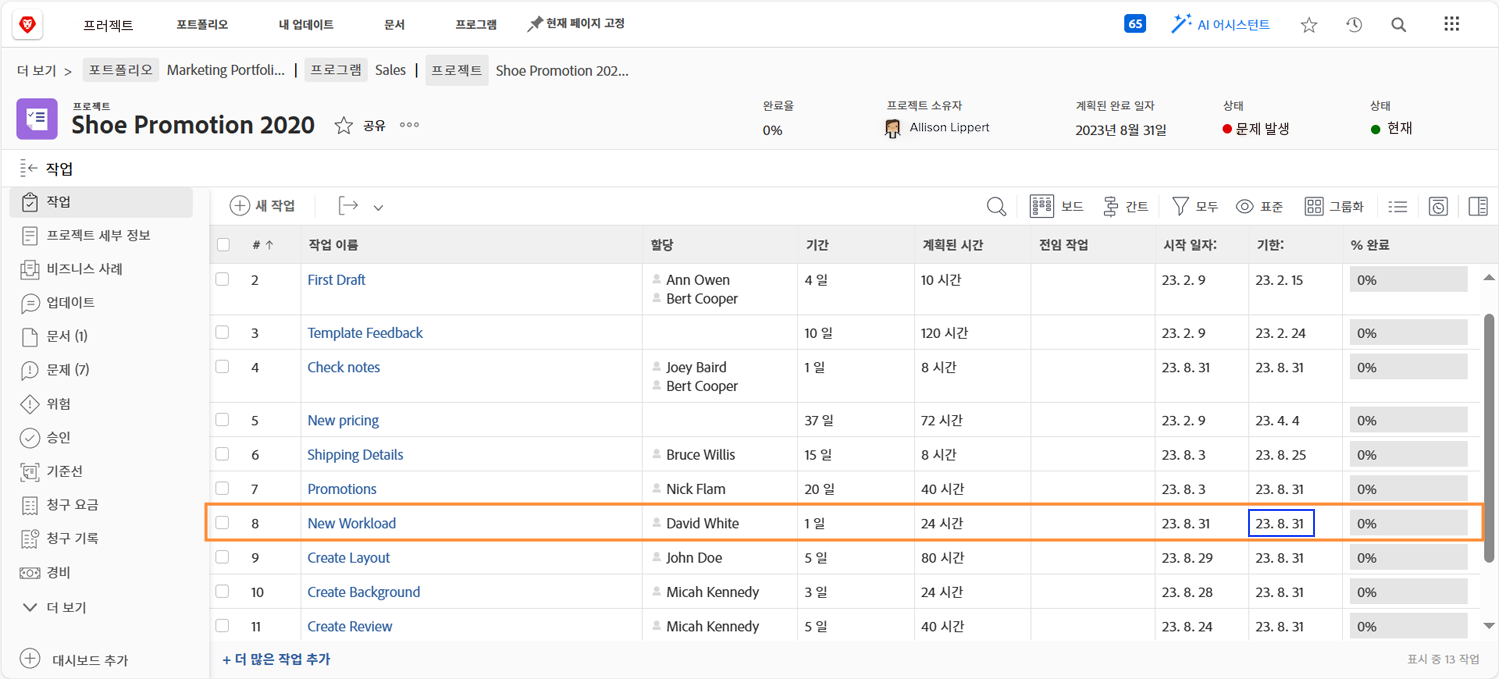 프러젝트 포트폴리오 내 업데이트 문서 프로그램 현재 페이지 고정 65 AI 어시스턴트
더 보기 > 포트폴리오 Marketing Portfoli... | 프로그램 Sales | 프로젝트 Shoe Promotion 202...
프로젝트
Shoe Promotion 2020 공유
완료율 프로젝트 소유자 계획된 완료 일자 상태 상태
0% Allison Lippert 2023년 8월 31일 문제 발생 현재
작업
작업
프로젝트 세부 정보
비즈니스 사례
업데이트
문서 (1)
문제 (7)
위험
승인
기준선
청구 요금
청구 기록
경비
더 보기
대시보드 추가
새 작업 보드 간트 모두 표준 그룹화
# ↑ 작업 이름 할당 기간 계획된 시간 전임 작업 시작 일자: 기한: % 완료
2 First Draft Ann Owen 4 일 10 시간 23. 2. 9 23. 2. 15 0%
Bert Cooper
3 Template Feedback 10 일 120 시간 23. 2. 9 23. 2. 24 0%
4 Check notes Joey Baird 1 일 8 시간 23. 8. 31 23. 8. 31 0%
Bert Cooper
5 New pricing 37 일 72 시간 23. 2. 9 23. 4. 4 0%
6 Shipping Details Bruce Willis 15 일 8 시간 23. 8. 3 23. 8. 25 0%
7 Promotions Nick Flam 20 일 40 시간 23. 8. 3 23. 8. 31 0%
8 New Workload David White 1 일 24 시간 23. 8. 31 23. 8. 31 0%
9 Create Layout John Doe 5 일 80 시간 23. 8. 29 23. 8. 31 0%
10 Create Background Micah Kennedy 3 일 24 시간 23. 8. 28 23. 8. 31 0%
11 Create Review Micah Kennedy 5 일 40 시간 23. 8. 24 23. 8. 31 0%
+ 더 많은 작업 추가 표시 중 13 작업